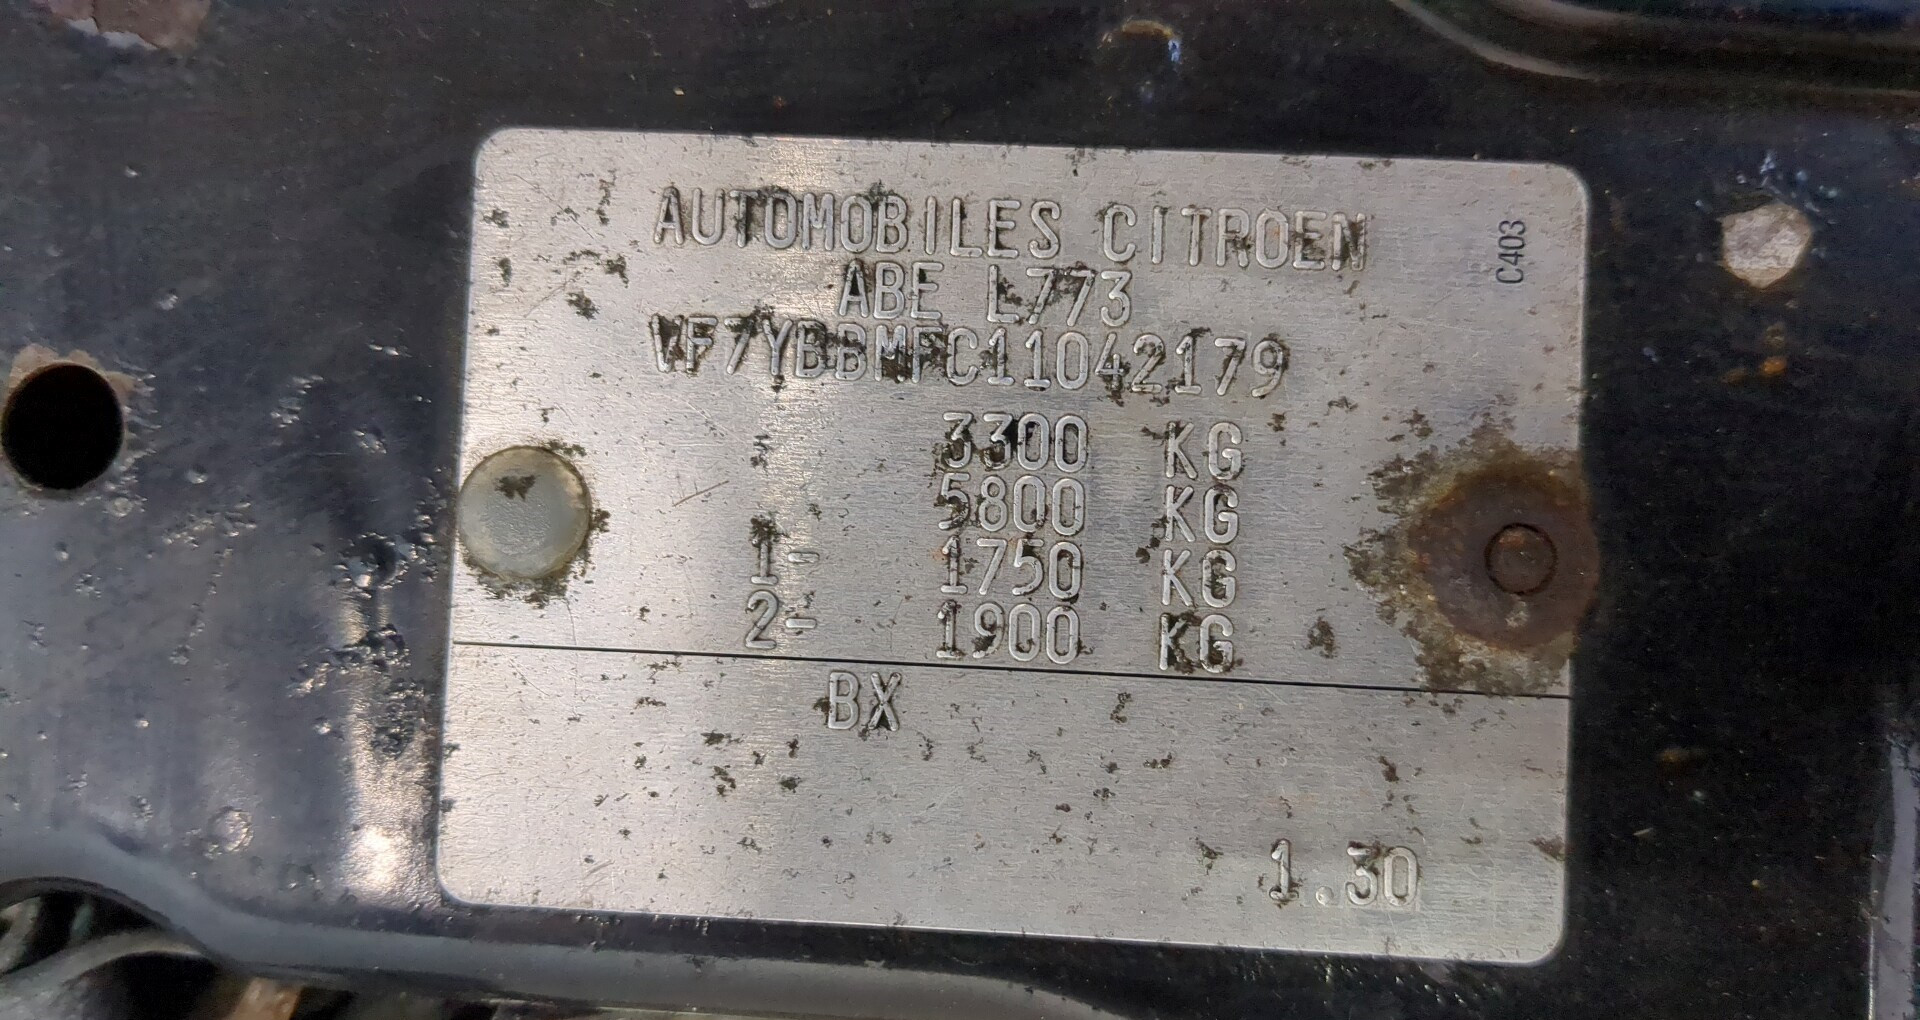 AUTOMOBILES CITROEN
C403
ABE L773
VF7YBBMFC11042179
3300 KG
5800 KG
1- 1750 KG
2- 1900 KG
BX
1.30